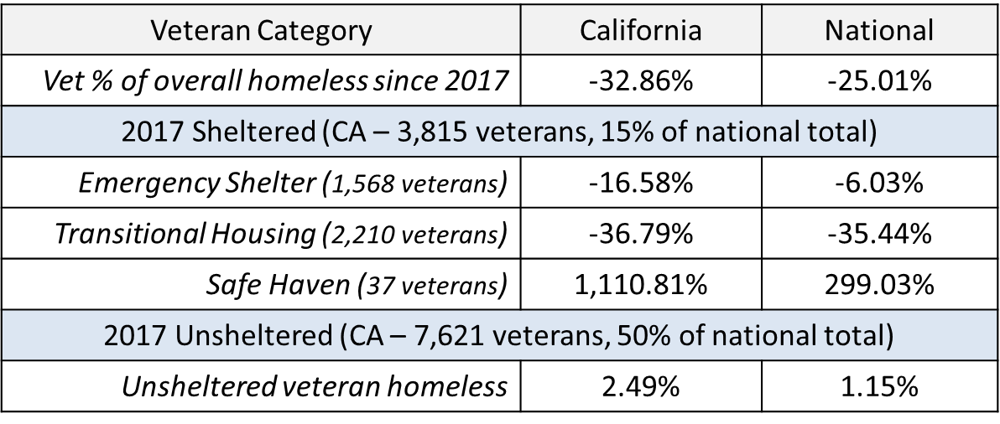 Veteran Category California National
Vet % of overall homeless since 2017 -32.86% -25.01%
2017 Sheltered (CA – 3,815 veterans, 15% of national total)
Emergency Shelter (1,568 veterans) -16.58% -6.03%
Transitional Housing (2,210 veterans) -36.79% -35.44%
Safe Haven (37 veterans) 1,110.81% 299.03%
2017 Unsheltered (CA – 7,621 veterans, 50% of national total)
Unsheltered veteran homeless 2.49% 1.15%